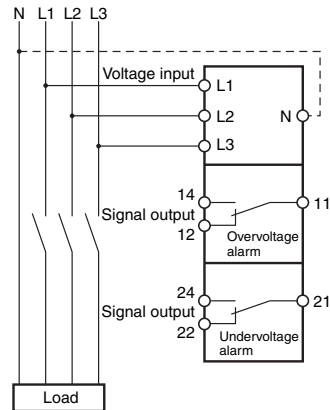 N L1 L2 L3
Voltage input
L1
L2
N
L3
14
11
Signal output
12
Overvoltage
alarm
24
21
Signal output
22
Undervoltage
alarm
Load